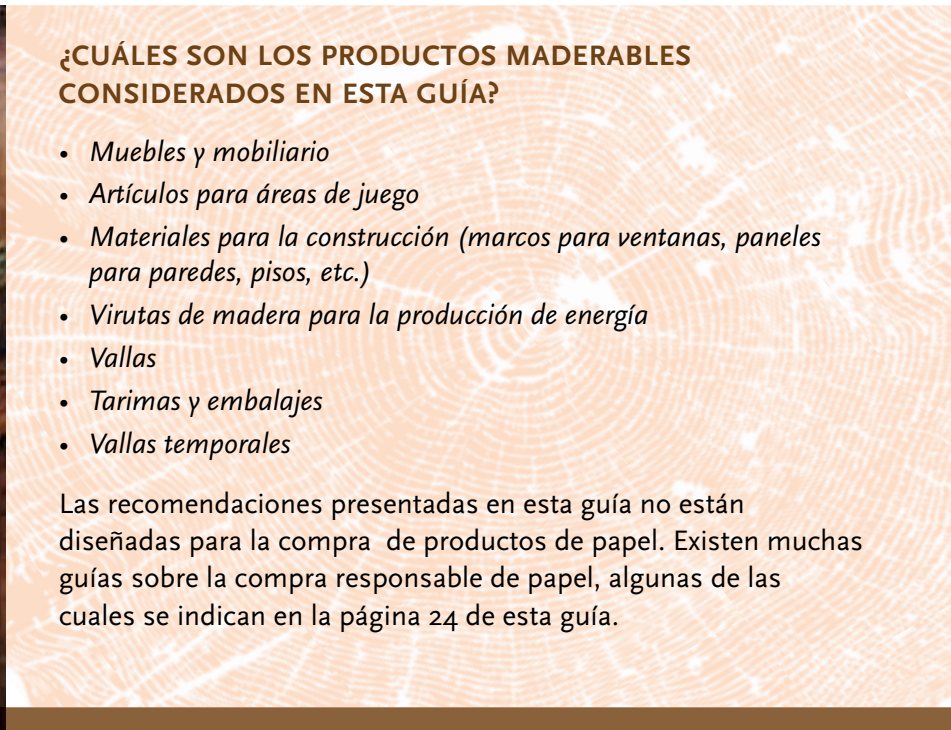 ¿CUÁLES SON LOS PRODUCTOS MADERABLES
CONSIDERADOS EN ESTA GUÍA?
• Muebles y mobiliario
• Artículos para áreas de juego
• Materiales para la construcción (marcos para ventanas, paneles
para paredes, pisos, etc.)
• Virutas de madera para la producción de energía
• Vallas
• Tarimas y embalajes
• Vallas temporales
Las recomendaciones presentadas en esta guía no están
diseñadas para la compra  de productos de papel. Existen muchas
guías sobre la compra responsable de papel, algunas de las
cuales se indican en la página 24 de esta guía.